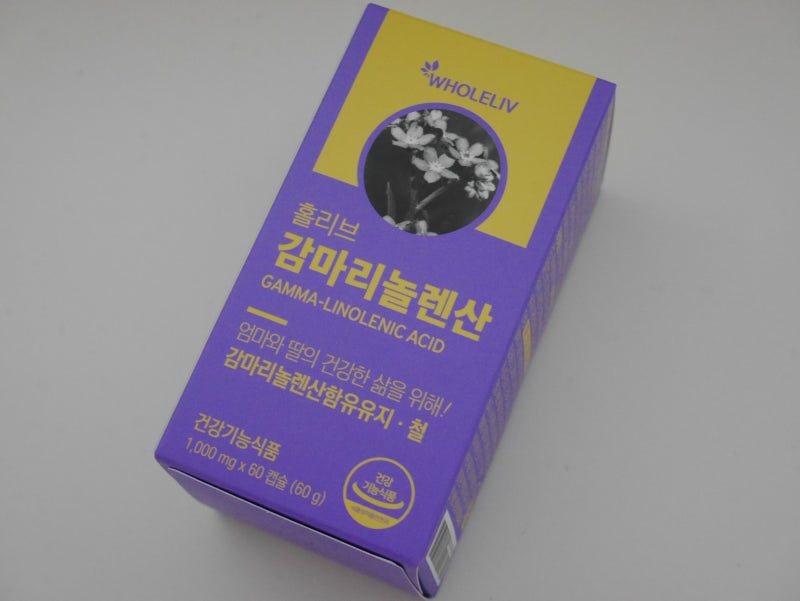 WHOLELIV
홀리브
감마리놀렌산
GAMMA-LINOLENIC ACID
엄마와 딸의 건강한 삶을 위해!
감마리놀렌산함유유지 · 철
건강기능식품
1,000 mg x 60 캡슐 (60 g)
건강
기능식품